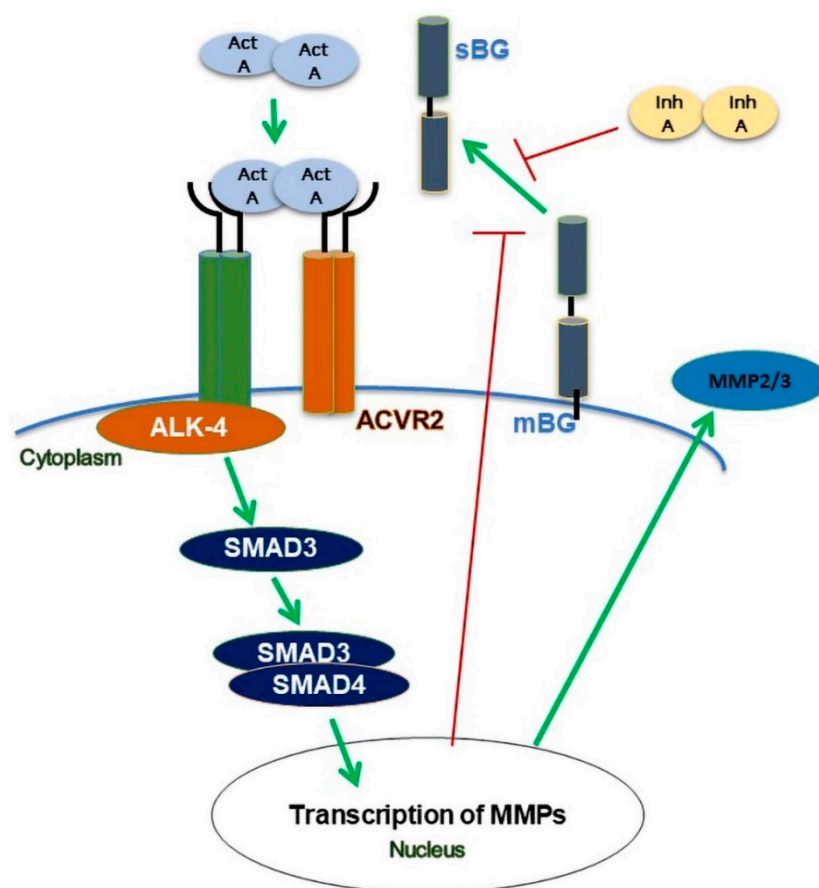 Act
A
Act
A
sBG
Inh
A
Inh
A
Act
A
Act
A
MMP2/3
ALK-4
ACVR2
mBG
Cytoplasm
SMAD3
SMAD3
SMAD4
Transcription of MMPs
Nucleus